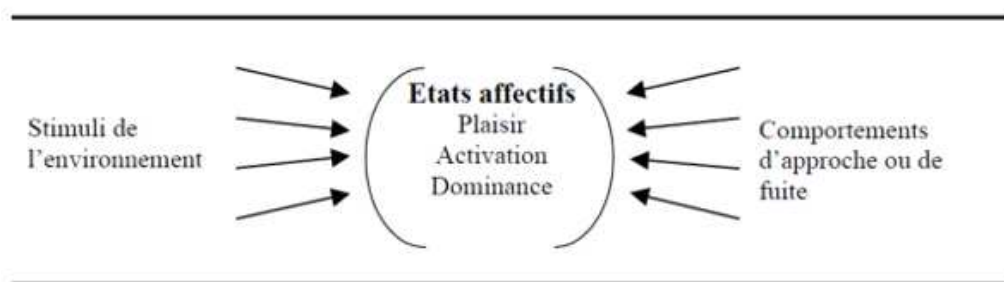 Stimuli de
l'environnement
Etats affectifs
Plaisir
Activation
Dominance
Comportements
d'approche ou de
fuite